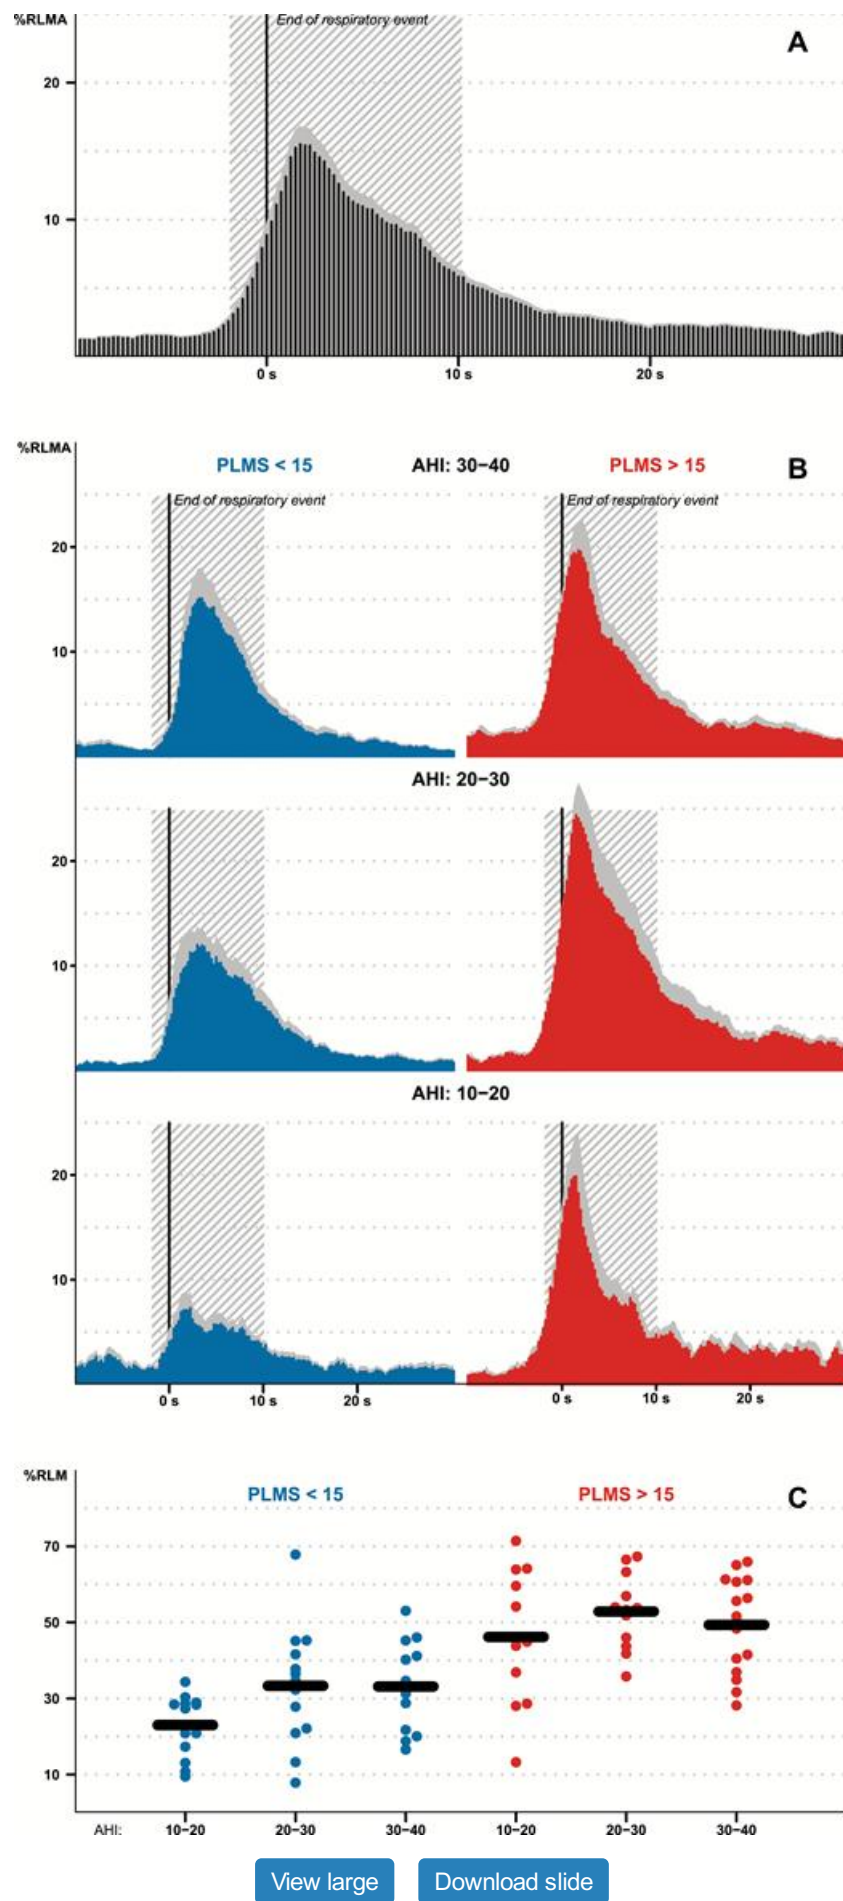 %RLMA End of respiratory event A
20
10
0 s 10 s 20 s
%RLMA PLMS < 15 AHI: 30–40 PLMS > 15 B
End of respiratory event End of respiratory event
20
10
AHI: 20–30
20
10
AHI: 10–20
20
10
0 s 10 s 20 s 0 s 10 s 20 s
%RLM PLMS < 15 PLMS > 15 C
70
50
30
10
AHI: 10–20 20–30 30–40 10–20 20–30 30–40
View large Download slide